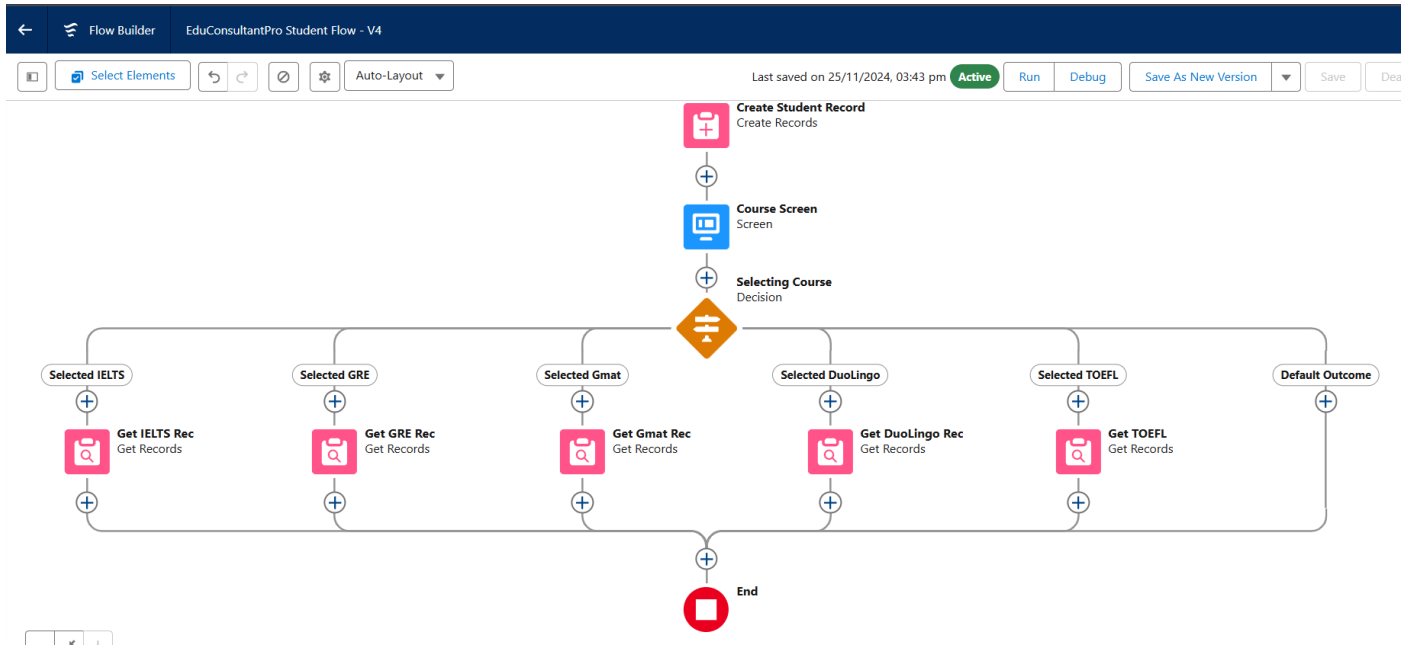 Flow Builder EduConsultantPro Student Flow - V4
Select Elements Auto-Layout Last saved on 25/11/2024, 03:43 pm Active Run Debug Save As New Version Save Dea
Create Student Record
Create Records
Course Screen
Screen
Selecting Course
Decision
Selected IELTS Selected GRE Selected Gmat Selected DuoLingo Selected TOEFL Default Outcome
Get IELTS Rec Get GRE Rec Get Gmat Rec Get DuoLingo Rec Get TOEFL
Get Records Get Records Get Records Get Records Get Records
End